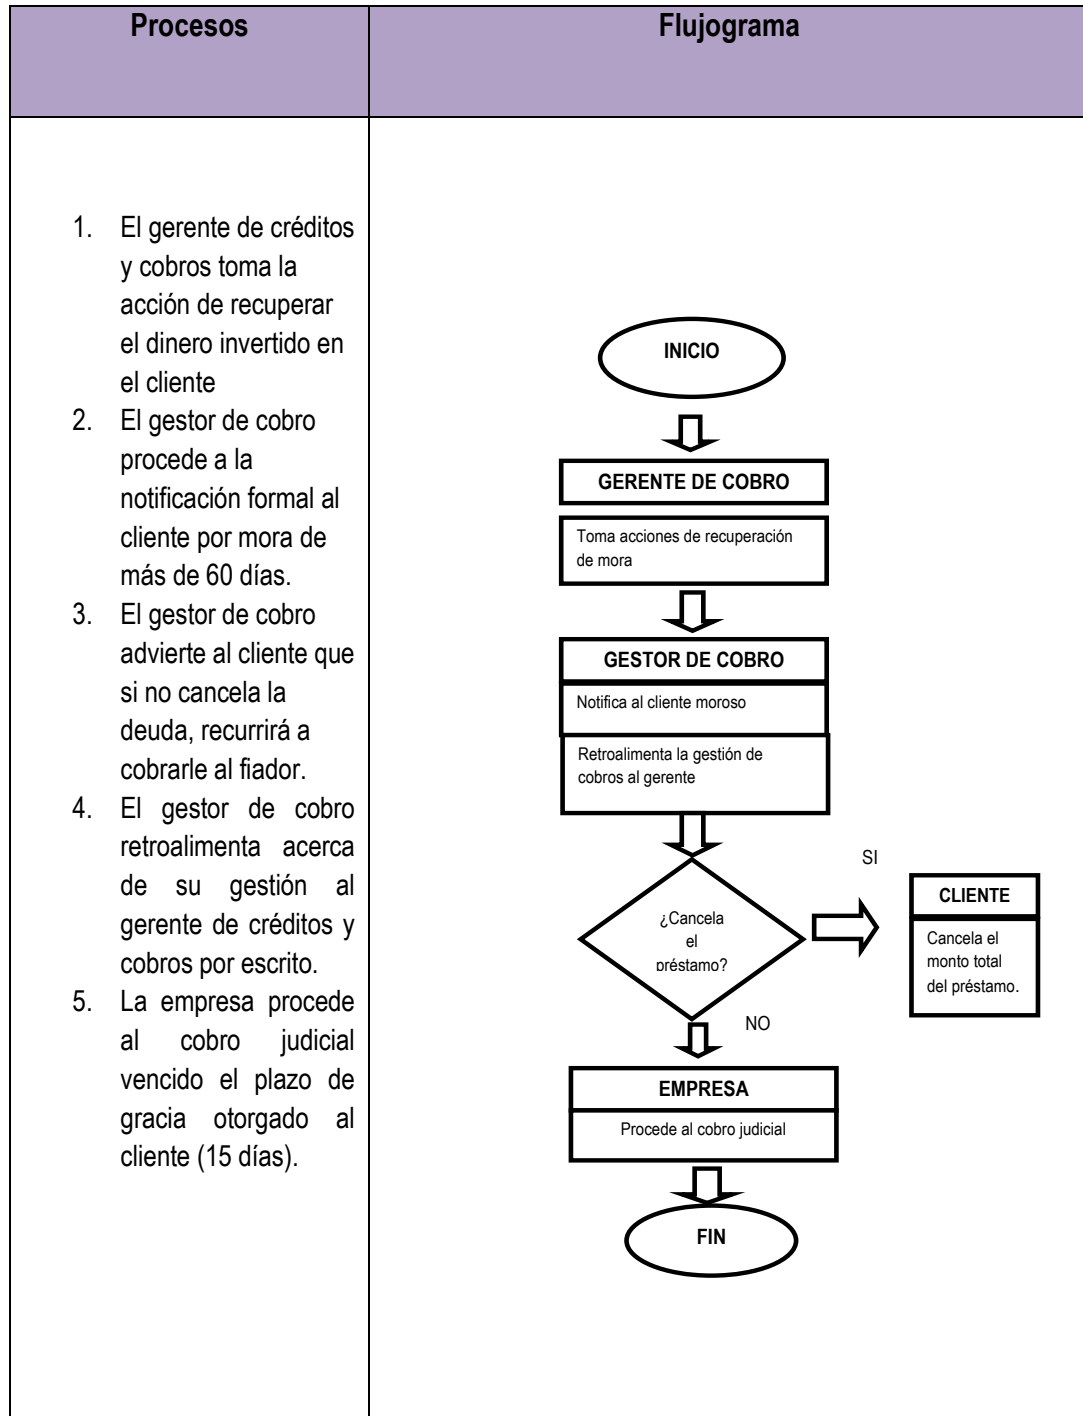 Procesos
Flujograma
1. El gerente de créditos
y cobros toma la
acción de recuperar
el dinero invertido en
el cliente
2. El gestor de cobro
procede a la
notificación formal al
cliente por mora de
más de 60 días.
3. El gestor de cobro
advierte al cliente que
si no cancela la
deuda, recurrirá a
cobrarle al fiador.
4. El gestor de cobro
retroalimenta acerca
de su gestión al
gerente de créditos y
cobros por escrito.
5. La empresa procede
al cobro judicial
vencido el plazo de
gracia otorgado al
cliente (15 días).
INICIO
GERENTE DE COBRO
Toma acciones de recuperación
de mora
GESTOR DE COBRO
Notifica al cliente moroso
Retroalimenta la gestión de
cobros al gerente
¿Cancela
el
préstamo?
SI
CLIENTE
Cancela el
monto total
del préstamo.
NO
EMPRESA
Procede al cobro judicial
FIN